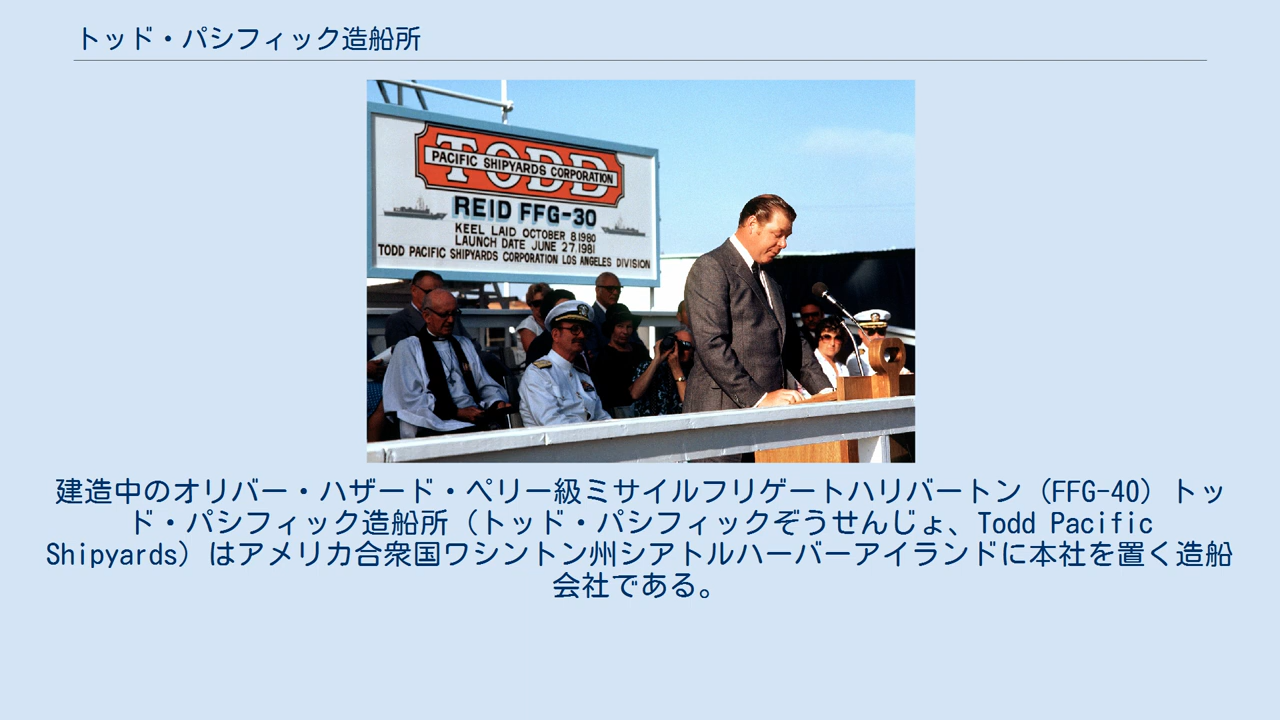 トッド・パシフィック造船所
TODD
PACIFIC SHIPYARDS CORPORATION
REID FFG-30
KEEL LAID OCTOBER 8,1980
LAUNCH DATE JUNE 27,1981
TODD PACIFIC SHIPYARDS CORPORATION LOS ANGELES DIVISION
建造中のオリバー・ハザード・ペリー級ミサイルフリゲートハリバートン（FFG-40）トッ
ド・パシフィック造船所（トッド・パシフィックぞうせんじょ、Todd Pacific
Shipyards）はアメリカ合衆国ワシントン州シアトルハーバーアイランドに本社を置く造船
会社である。